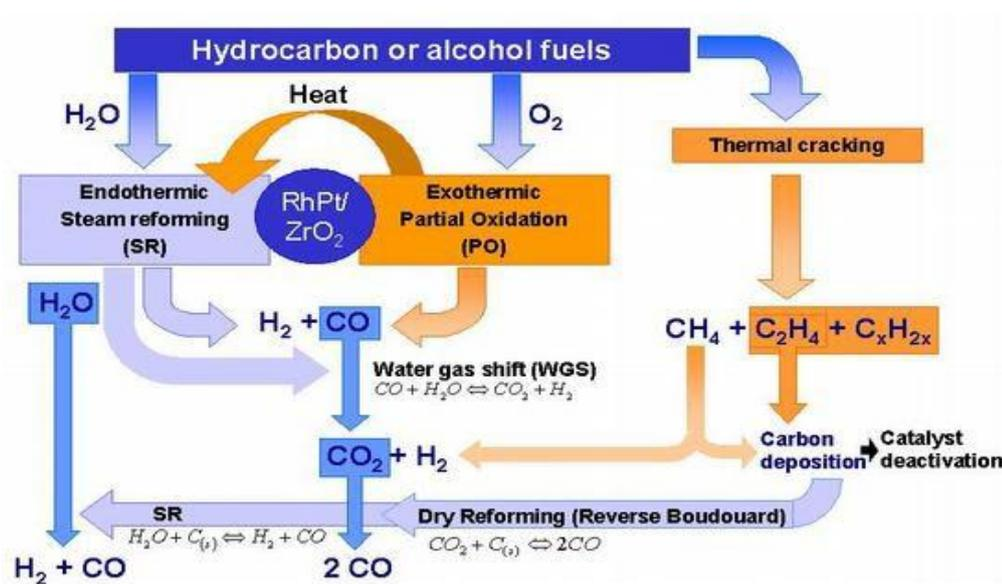 Hydrocarbon or alcohol fuels
H₂O
Heat
O₂
Thermal cracking
Endothermic
Steam reforming
(SR)
RhPt/
ZrO₂
Exothermic
Partial Oxidation
(PO)
H₂O
H₂ + CO
CH₄ + C₂H₄ + CₓH₂ₓ
Water gas shift (WGS)
CO + H₂O ⇔ CO₂ + H₂
CO₂ + H₂
Carbon
deposition
Catalyst
deactivation
SR
H₂O + C₍ₛ₎ ⇔ H₂ + CO
Dry Reforming (Reverse Boudouard)
CO₂ + C₍ₛ₎ ⇔ 2CO
H₂ + CO
2 CO